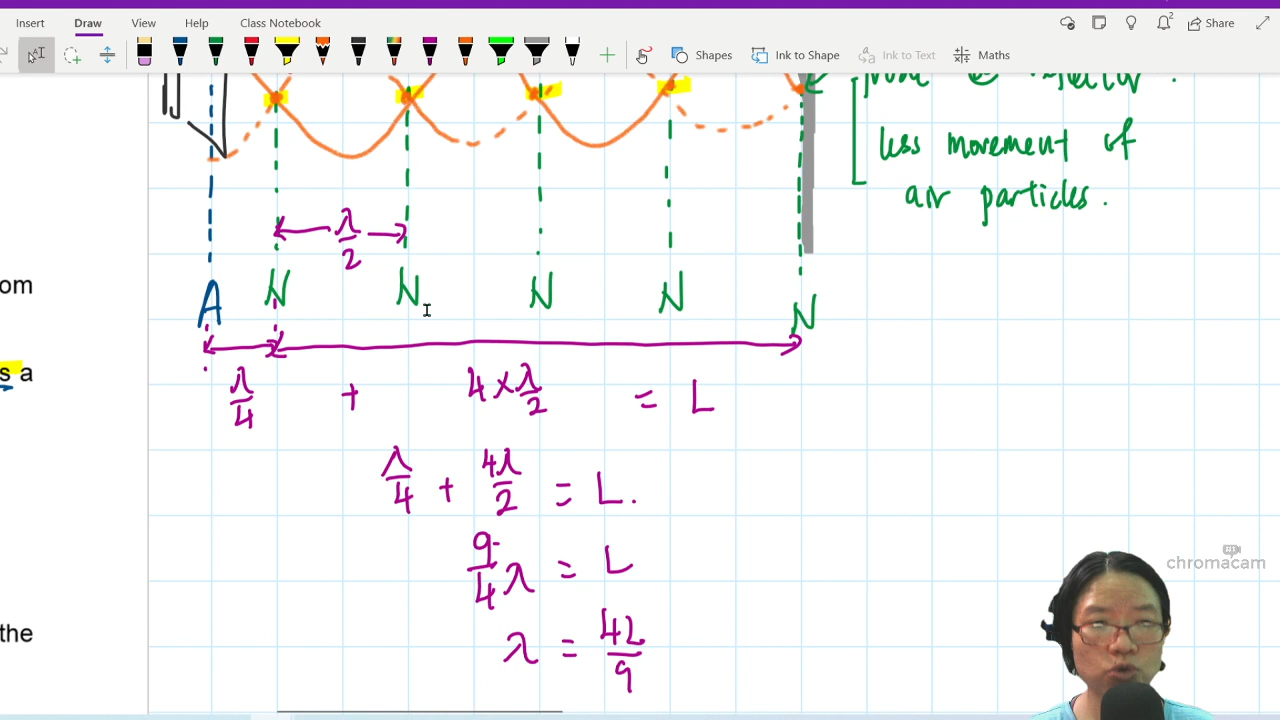 Insert Draw View Help Class Notebook 2 Share
Shapes Ink to Shape Ink to Text Maths
less movement of
air particles.
λ/2
om
A N N N N N
s a
λ/4 + 4×λ/2 = L
λ/4 + 4λ/2 = L.
9/4 λ = L
chromacam
the
λ = 4L/9